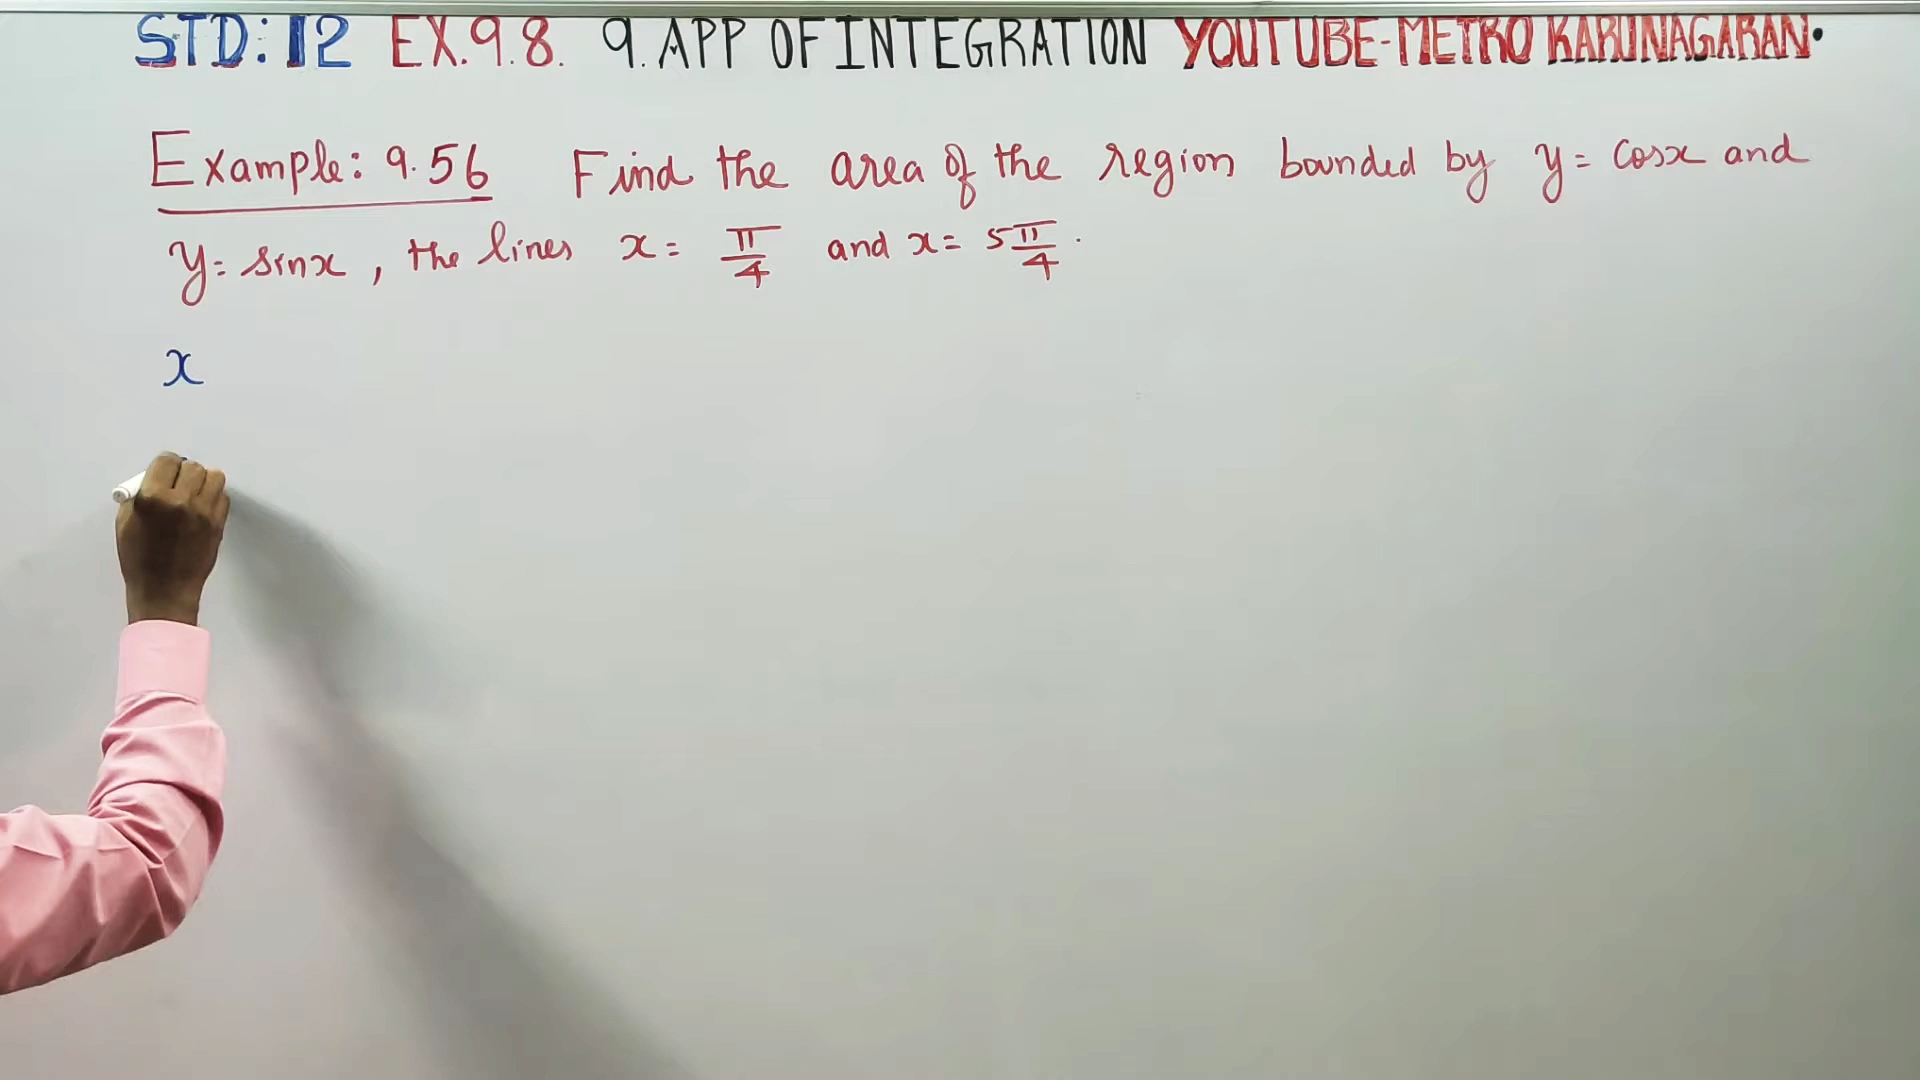 STD: 12 EX.9.8. 9. APP OF INTEGRATION YOUTUBE-METRO KARUNAGARAN.
Example: 9.56 Find the area of the region bounded by y = cosx and
y = sinx, the lines x = π/4 and x = 5π/4.
x